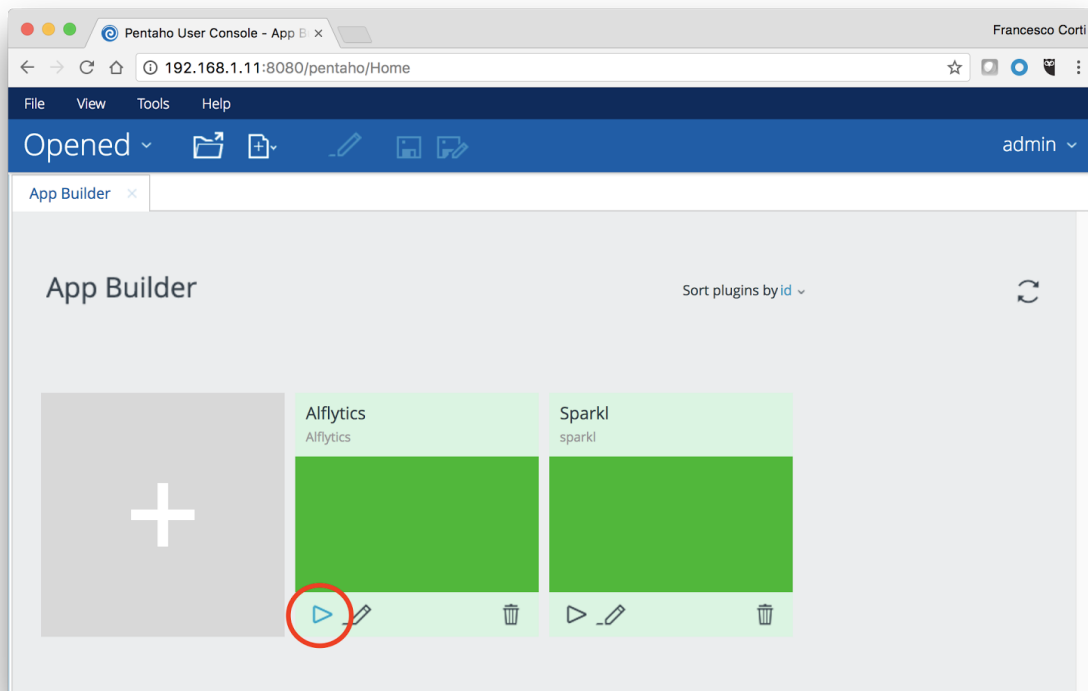 Pentaho User Console - App B
Francesco Corti
192.168.1.11:8080/pentaho/Home
File View Tools Help
Opened
admin
App Builder
App Builder
Sort plugins by id
Alflytics
Alflytics
Sparkl
sparkl